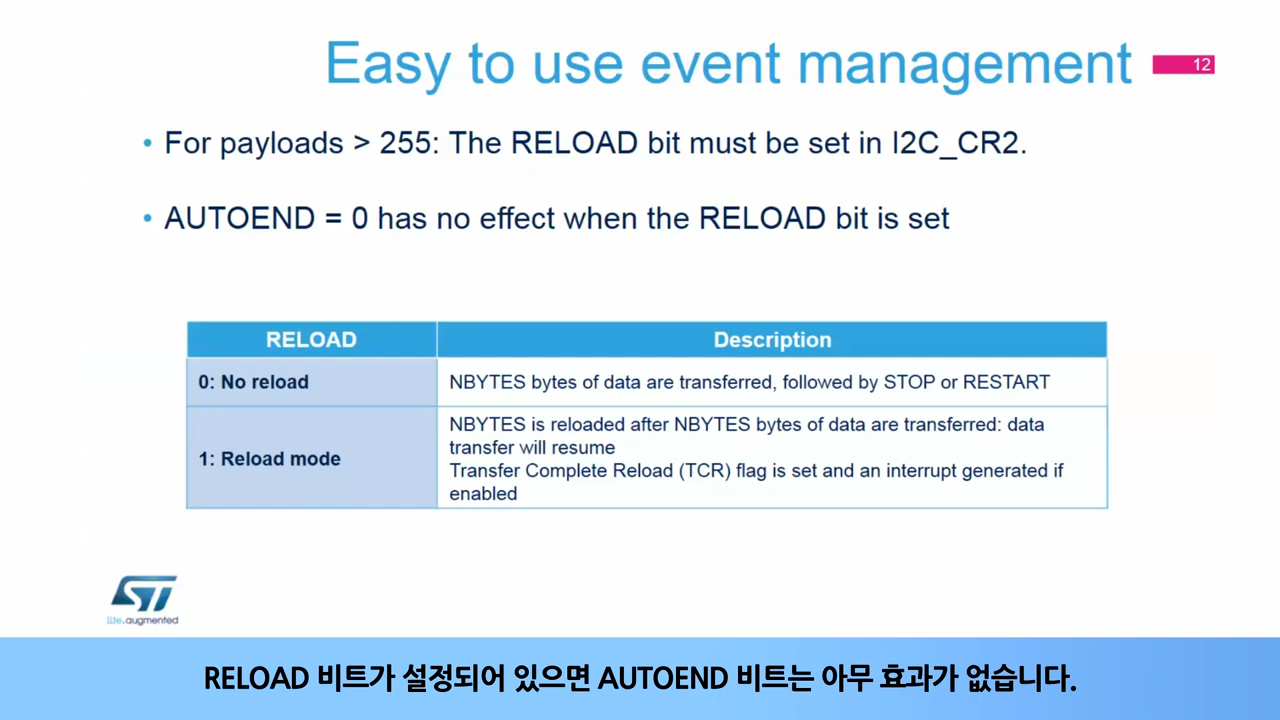 Easy to use event management
12
• For payloads > 255: The RELOAD bit must be set in I2C_CR2.
• AUTOEND = 0 has no effect when the RELOAD bit is set
RELOAD Description
0: No reload NBYTES bytes of data are transferred, followed by STOP or RESTART
1: Reload mode NBYTES is reloaded after NBYTES bytes of data are transferred: data
transfer will resume
Transfer Complete Reload (TCR) flag is set and an interrupt generated if
enabled
ST
life.augmented
RELOAD 비트가 설정되어 있으면 AUTOEND 비트는 아무 효과가 없습니다.